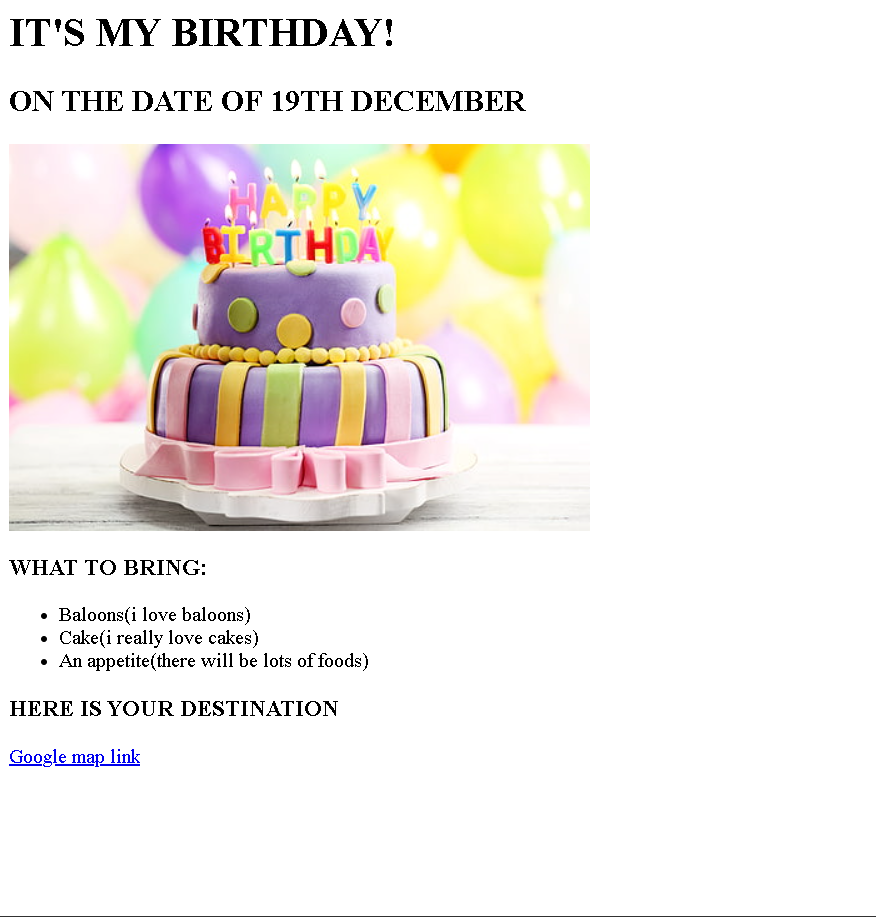 IT'S MY BIRTHDAY!
ON THE DATE OF 19TH DECEMBER
HAPPY
BIRTHDAY
WHAT TO BRING:
Baloons(i love baloons)
Cake(i really love cakes)
An appetite(there will be lots of foods)
HERE IS YOUR DESTINATION
Google map link